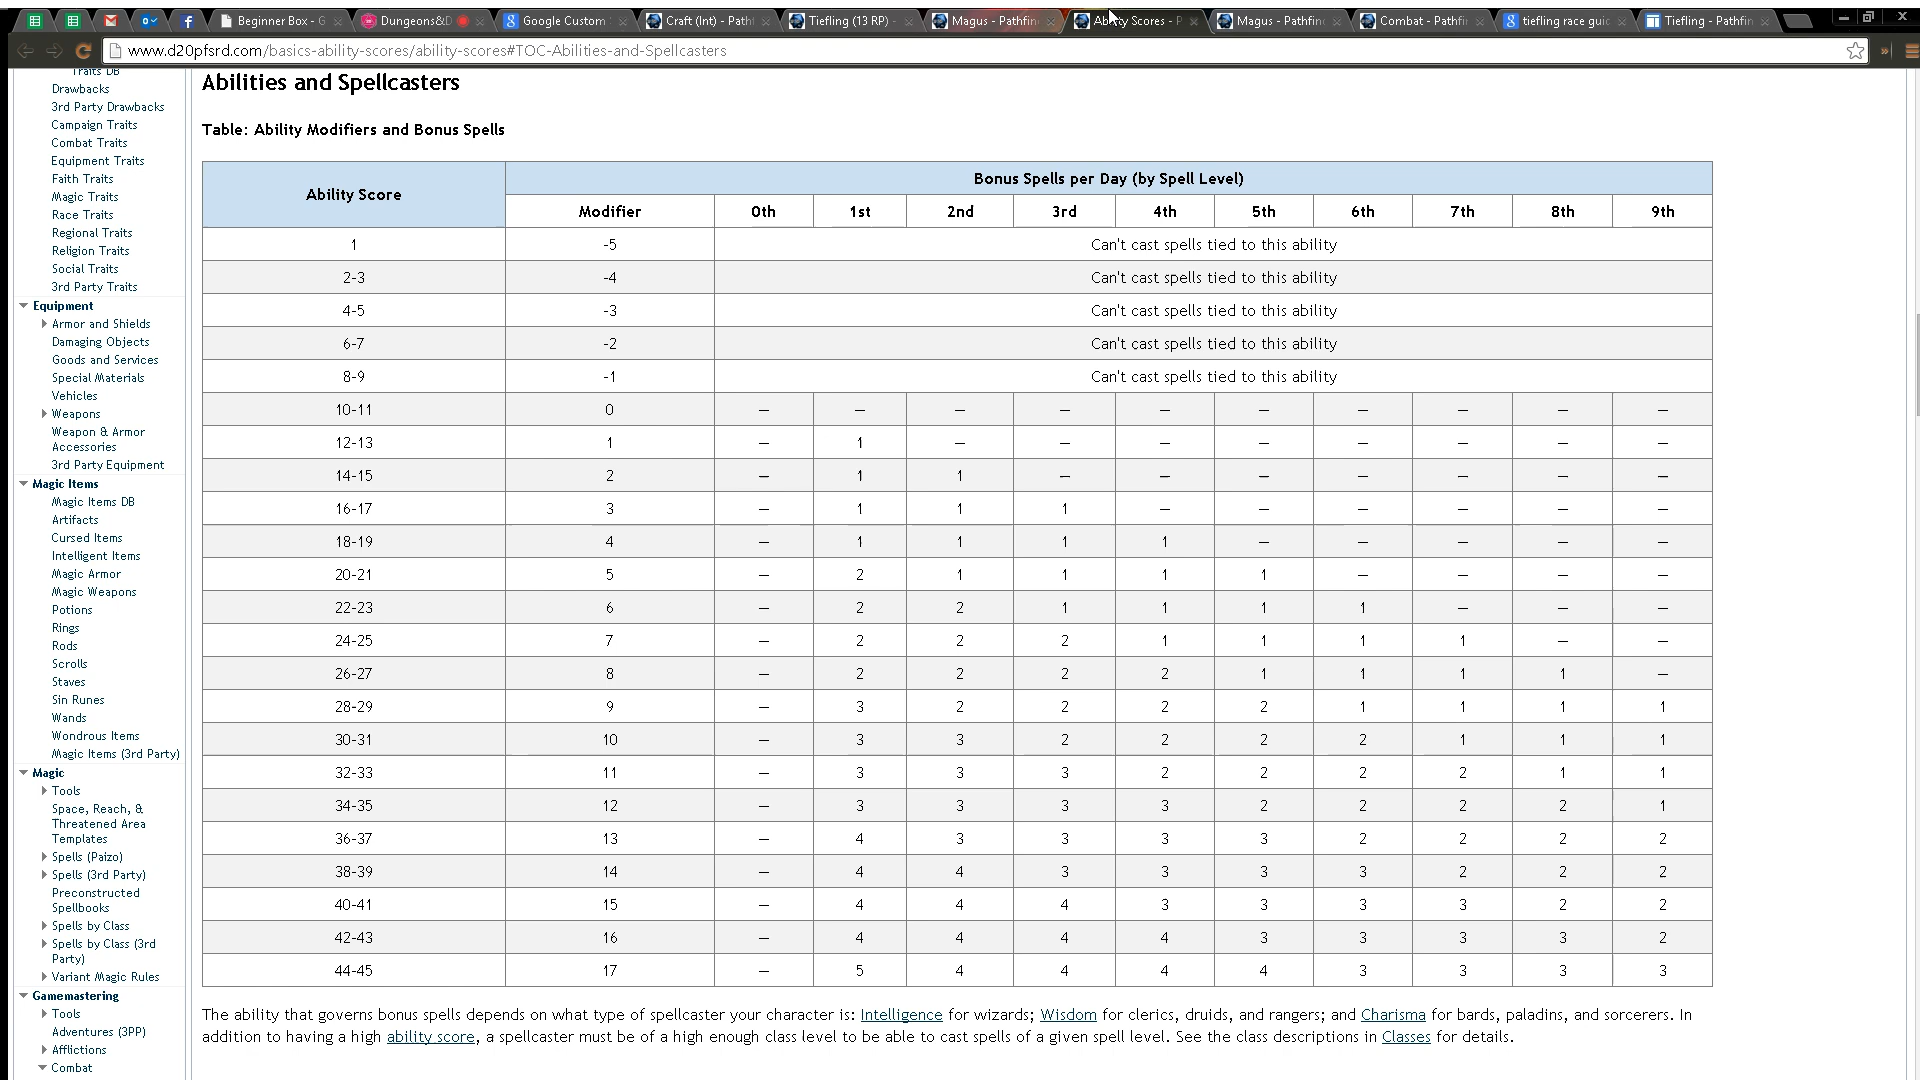 Beginner Box - G
Dungeons&D
Google Custom
Craft (Int) - Path
Tiefling (13 RP) -
Magus - Pathfin
Ability Scores - P
Magus - Pathfin
Combat - Pathfi
tiefling race guid
Tiefling - Pathfin
www.d20pfsrd.com/basics-ability-scores/ability-scores#TOC-Abilities-and-Spellcasters
Traits DB
Drawbacks
3rd Party Drawbacks
Campaign Traits
Combat Traits
Equipment Traits
Faith Traits
Magic Traits
Race Traits
Regional Traits
Religion Traits
Social Traits
3rd Party Traits
Equipment
Armor and Shields
Damaging Objects
Goods and Services
Special Materials
Vehicles
Weapons
Weapon & Armor
Accessories
3rd Party Equipment
Magic Items
Magic Items DB
Artifacts
Cursed Items
Intelligent Items
Magic Armor
Magic Weapons
Potions
Rings
Rods
Scrolls
Staves
Sin Runes
Wands
Wondrous Items
Magic Items (3rd Party)
Magic
Tools
Space, Reach, &
Threatened Area
Templates
Spells (Paizo)
Spells (3rd Party)
Preconstructed
Spellbooks
Spells by Class
Spells by Class (3rd
Party)
Variant Magic Rules
Gamemastering
Tools
Adventures (3PP)
Afflictions
Combat
Abilities and Spellcasters
Table: Ability Modifiers and Bonus Spells
Ability Score Bonus Spells per Day (by Spell Level)
Modifier 0th 1st 2nd 3rd 4th 5th 6th 7th 8th 9th
1 -5 Can't cast spells tied to this ability
2-3 -4 Can't cast spells tied to this ability
4-5 -3 Can't cast spells tied to this ability
6-7 -2 Can't cast spells tied to this ability
8-9 -1 Can't cast spells tied to this ability
10-11 0 — — — — — — — — — —
12-13 1 — 1 — — — — — — — —
14-15 2 — 1 1 — — — — — — —
16-17 3 — 1 1 1 — — — — — —
18-19 4 — 1 1 1 1 — — — — —
20-21 5 — 2 1 1 1 1 — — — —
22-23 6 — 2 2 1 1 1 1 — — —
24-25 7 — 2 2 2 1 1 1 1 — —
26-27 8 — 2 2 2 2 1 1 1 1 —
28-29 9 — 3 2 2 2 2 1 1 1 1
30-31 10 — 3 3 2 2 2 2 1 1 1
32-33 11 — 3 3 3 2 2 2 2 1 1
34-35 12 — 3 3 3 3 2 2 2 2 1
36-37 13 — 4 3 3 3 3 2 2 2 2
38-39 14 — 4 4 3 3 3 3 2 2 2
40-41 15 — 4 4 4 3 3 3 3 2 2
42-43 16 — 4 4 4 4 3 3 3 3 2
44-45 17 — 5 4 4 4 4 3 3 3 3
The ability that governs bonus spells depends on what type of spellcaster your character is: Intelligence for wizards; Wisdom for clerics, druids, and rangers; and Charisma for bards, paladins, and sorcerers. In
addition to having a high ability score, a spellcaster must be of a high enough class level to be able to cast spells of a given spell level. See the class descriptions in Classes for details.